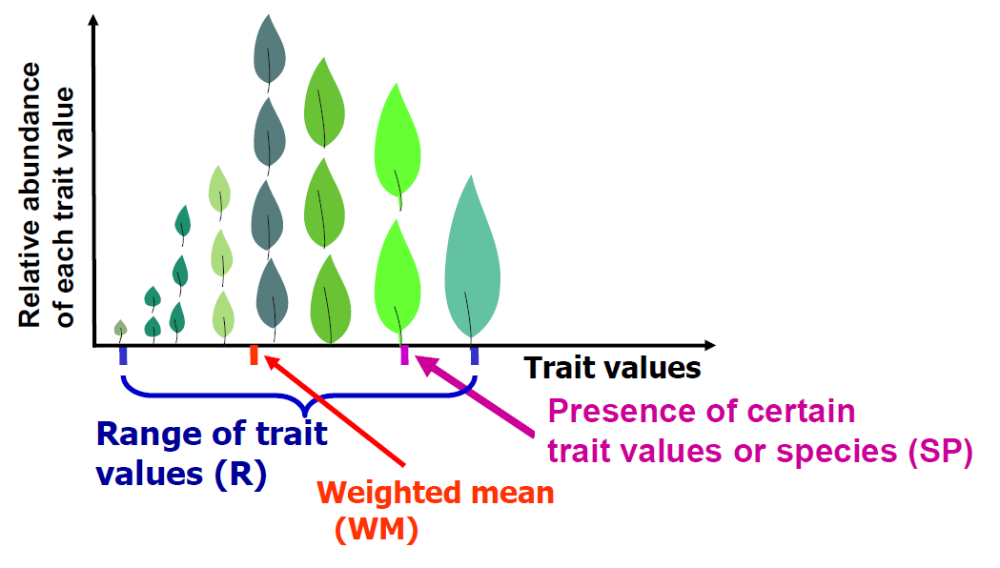 Relative abundance
of each trait value
Trait values
Presence of certain
trait values or species (SP)
Range of trait
values (R)
Weighted mean
(WM)